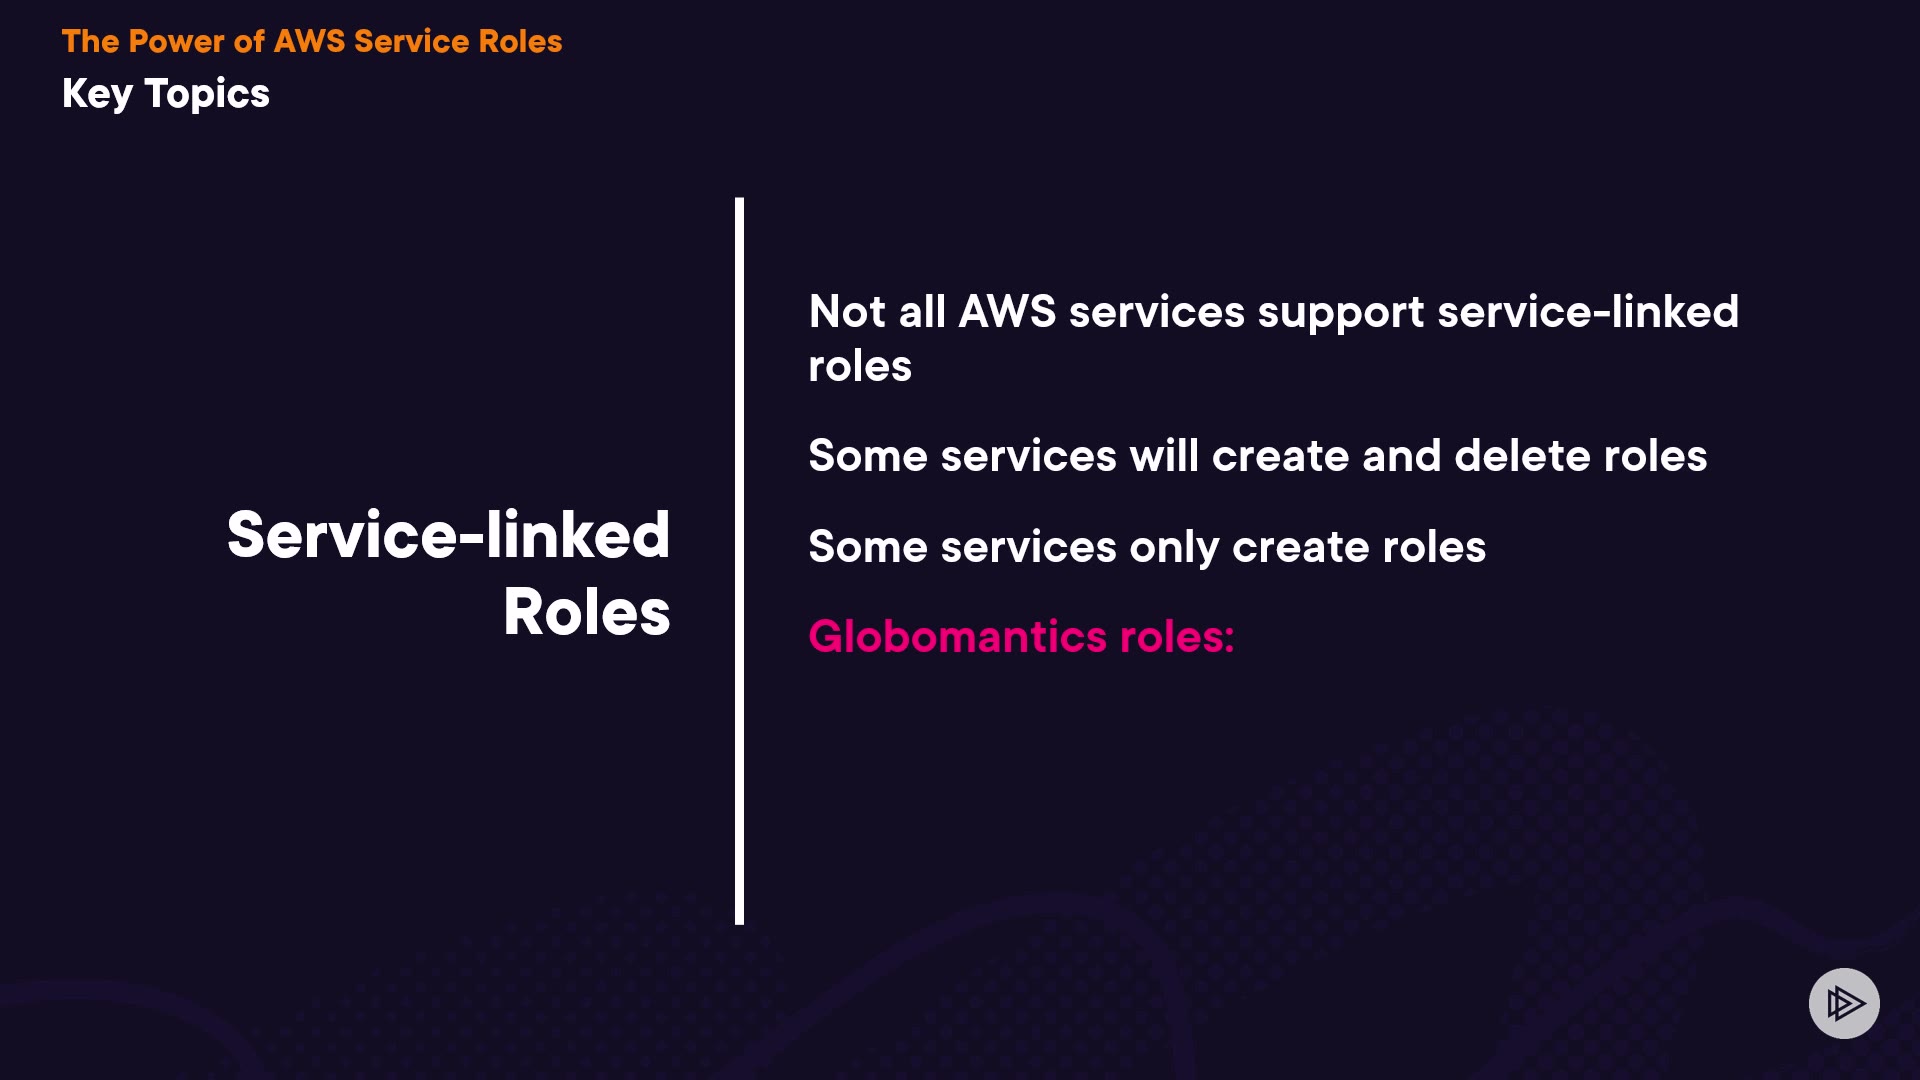 The Power of AWS Service Roles
Key Topics
Service-linked
Roles
Not all AWS services support service-linked
roles
Some services will create and delete roles
Some services only create roles
Globomantics roles: